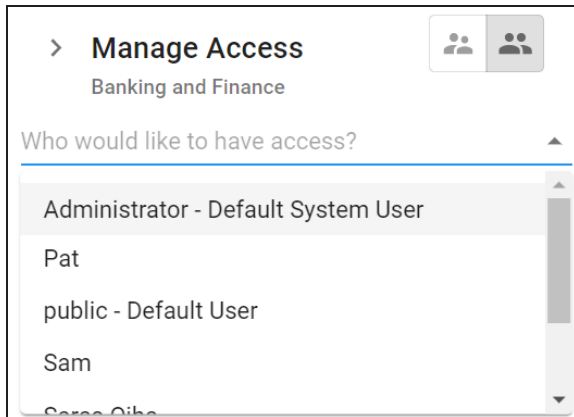 Manage Access
Banking and Finance
Who would like to have access?
Administrator - Default System User
Pat
public - Default User
Sam